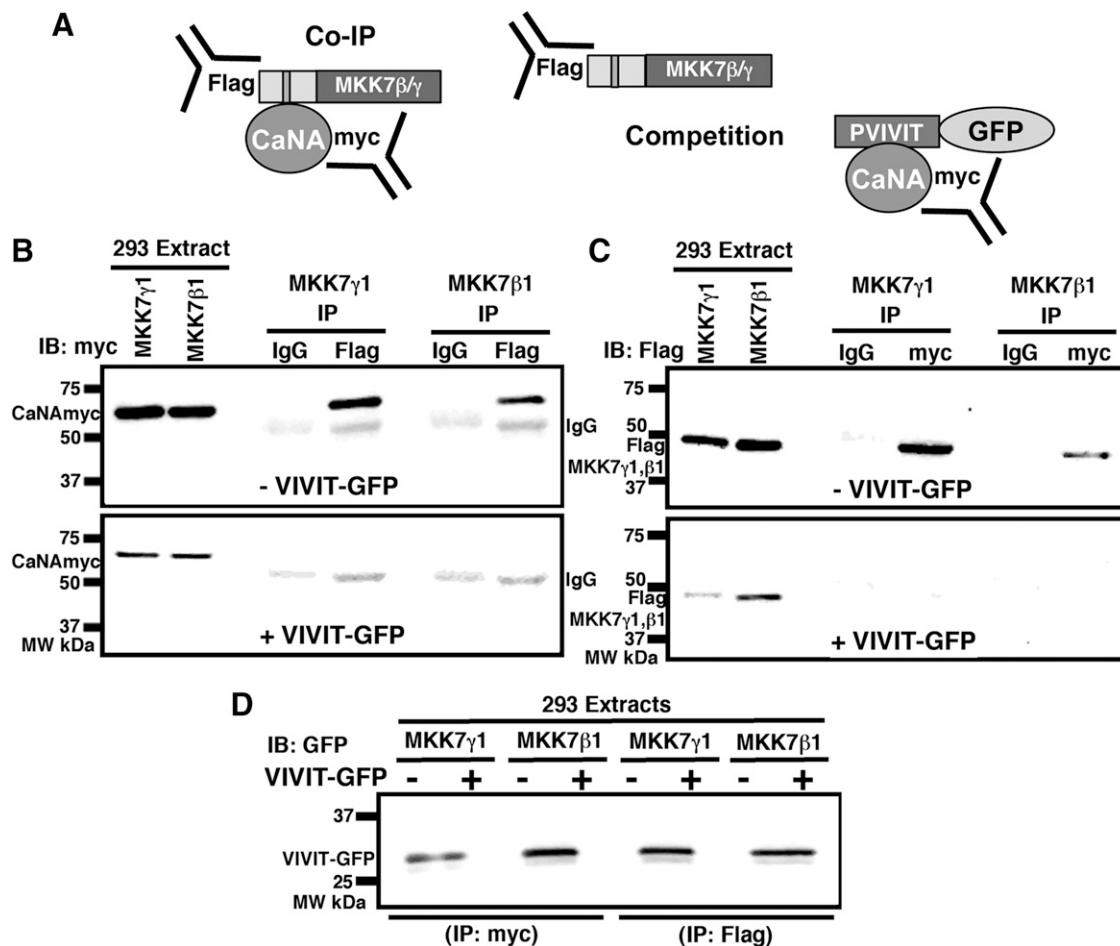 A
Co-IP
Flag
MKK7β/γ
CaNA
myc
Flag
MKK7β/γ
Competition
PVIVIT
GFP
CaNA
myc
B
293 Extract
MKK7γ1
MKK7β1
MKK7γ1
IP
MKK7β1
IP
IB: myc
IgG
Flag
IgG
Flag
75
CaNAmyc
50
37
IgG
- VIVIT-GFP
75
CaNAmyc
50
37
MW kDa
IgG
+ VIVIT-GFP
C
293 Extract
MKK7γ1
MKK7β1
MKK7γ1
IP
MKK7β1
IP
IB: Flag
IgG
myc
IgG
myc
75
50
Flag
MKK7γ1,β1
37
- VIVIT-GFP
75
50
Flag
MKK7γ1,β1
37
MW kDa
+ VIVIT-GFP
D
293 Extracts
IB: GFP
MKK7γ1
MKK7β1
MKK7γ1
MKK7β1
VIVIT-GFP
- + - + - + - +
37
VIVIT-GFP
25
MW kDa
(IP: myc)
(IP: Flag)